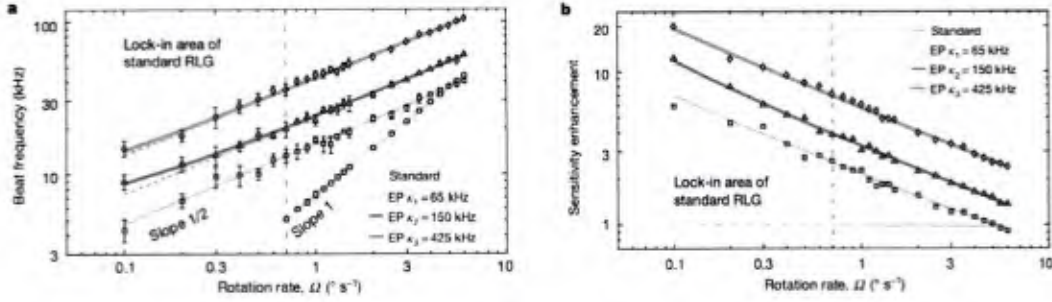 a
Beat frequency (kHz)
100
30
10
3
Lock-in area of
standard RLG
Slope 1/2
Slope 1
Standard
EP κ₁ = 65 kHz
EP κ₂ = 150 kHz
EP κ₃ = 425 kHz
0.1
0.3
1
3
6
10
Rotation rate, Ω (° s⁻¹)
b
Sensitivity enhancement
20
10
3
1
Standard
EP κ₁ = 65 kHz
EP κ₂ = 150 kHz
EP κ₃ = 425 kHz
Lock-in area of
standard RLG
0.1
0.3
1
3
6
10
Rotation rate, Ω (° s⁻¹)